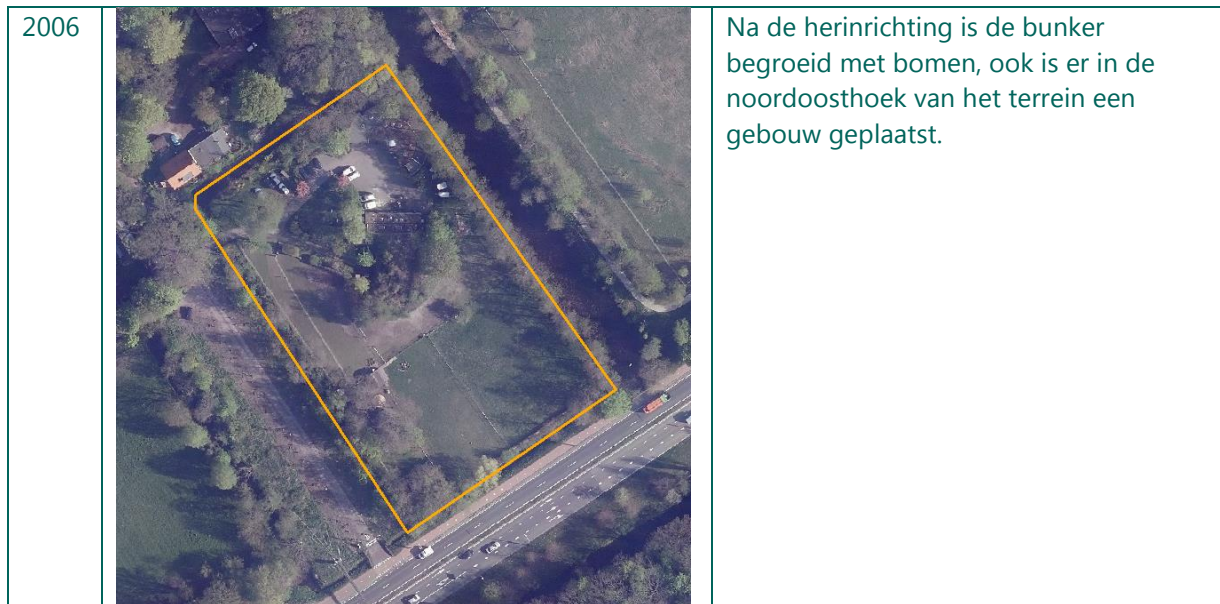 2006
Na de herinrichting is de bunker
begroeid met bomen, ook is er in de
noordoosthoek van het terrein een
gebouw geplaatst.